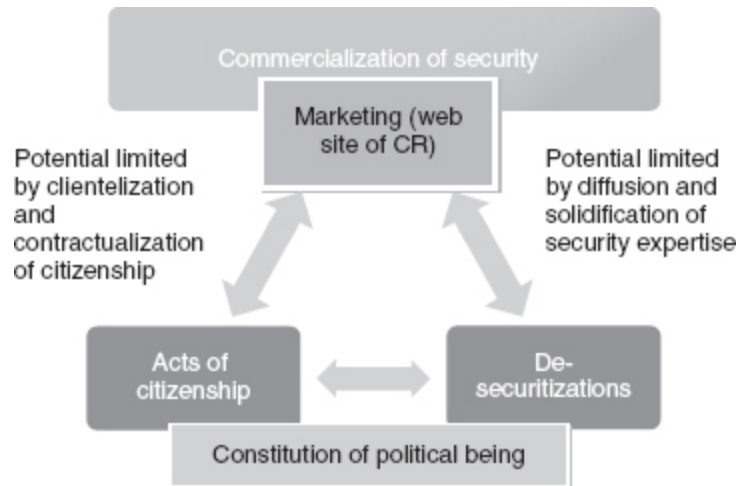 Commercialization of security
Marketing (web
site of CR)
Potential limited
by clientelization
and
contractualization
of citizenship
Potential limited
by diffusion and
solidification of
security expertise
Acts of
citizenship
De-
securitizations
Constitution of political being